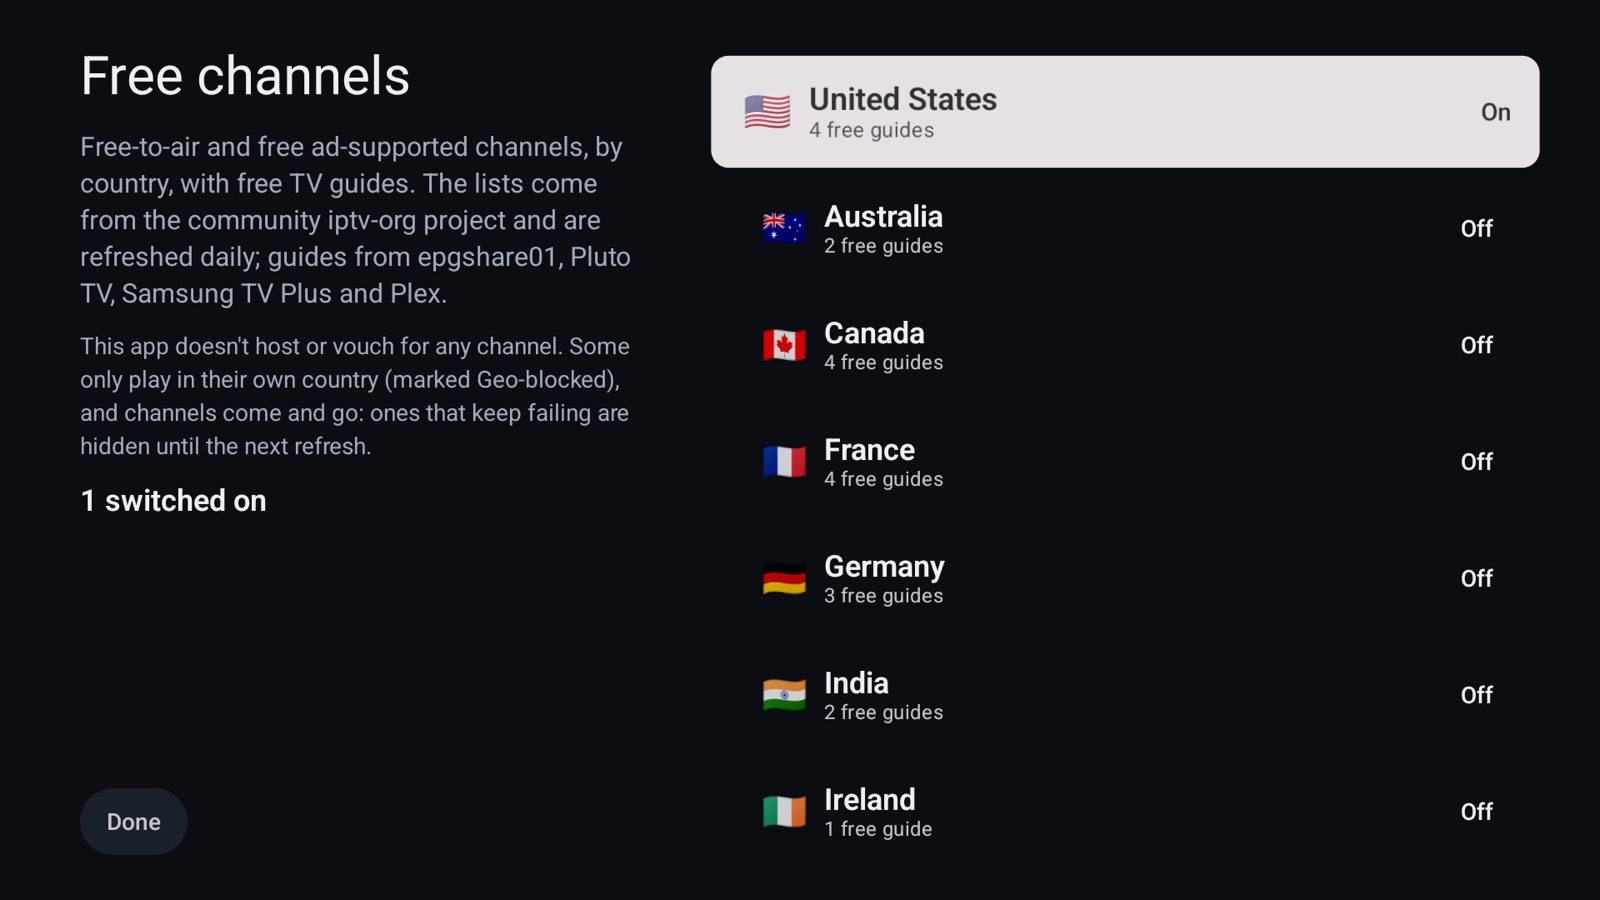 Free channels
Free-to-air and free ad-supported channels, by
country, with free TV guides. The lists come
from the community iptv-org project and are
refreshed daily; guides from epgshare01, Pluto
TV, Samsung TV Plus and Plex.
This app doesn't host or vouch for any channel. Some
only play in their own country (marked Geo-blocked),
and channels come and go: ones that keep failing are
hidden until the next refresh.
1 switched on
Done
United States
4 free guides
On
Australia
2 free guides
Off
Canada
4 free guides
Off
France
4 free guides
Off
Germany
3 free guides
Off
India
2 free guides
Off
Ireland
1 free guide
Off